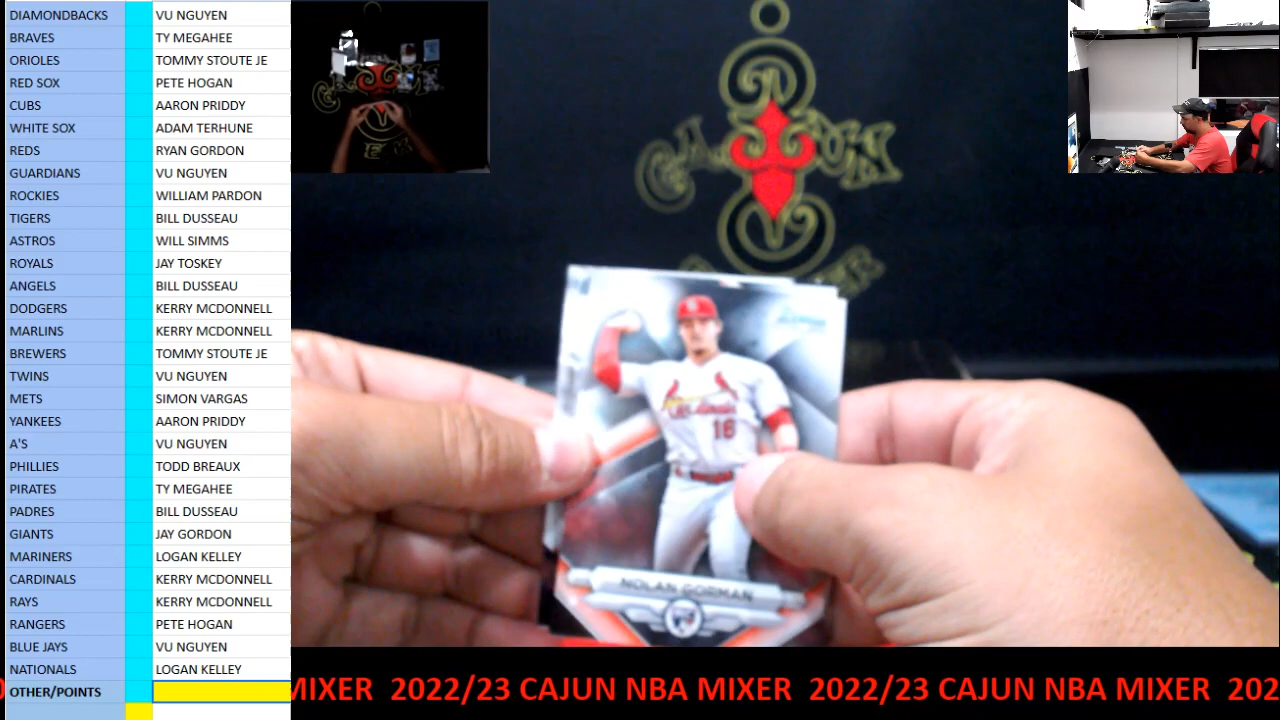 DIAMONDBACKS VU NGUYEN
BRAVES TY MEGAHEE
ORIOLES TOMMY STOUTE JE
RED SOX PETE HOGAN
CUBS AARON PRIDDY
WHITE SOX ADAM TERHUNE
REDS RYAN GORDON
GUARDIANS VU NGUYEN
ROCKIES WILLIAM PARDON
TIGERS BILL DUSSEAU
ASTROS WILL SIMMS
ROYALS JAY TOSKEY
ANGELS BILL DUSSEAU
DODGERS KERRY MCDONNELL
MARLINS KERRY MCDONNELL
BREWERS TOMMY STOUTE JE
TWINS VU NGUYEN
METS SIMON VARGAS
YANKEES AARON PRIDDY
A'S VU NGUYEN
PHILLIES TODD BREAUX
PIRATES TY MEGAHEE
PADRES BILL DUSSEAU
GIANTS JAY GORDON
MARINERS LOGAN KELLEY
CARDINALS KERRY MCDONNELL
RAYS KERRY MCDONNELL
RANGERS PETE HOGAN
BLUE JAYS VU NGUYEN
NATIONALS LOGAN KELLEY
OTHER/POINTS
Cardinals
16
NOLAN GORMAN
MIXER 2022/23 CAJUN NBA MIXER 2022/23 CAJUN NBA MIXER 202